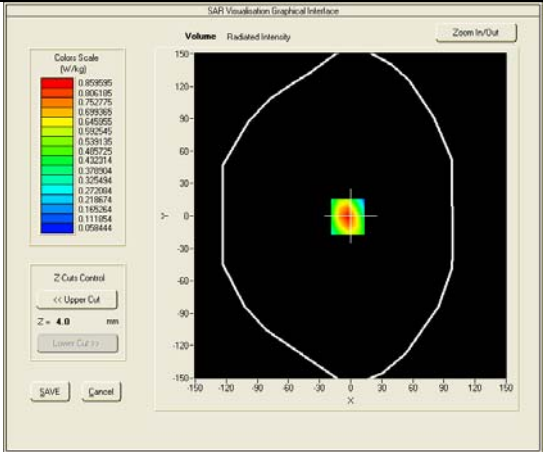 SAR Visualisation Graphical Interface
Volume Radiated Intensity
Zoom In/Out
Colors Scale
(W/kg)
0.859595
0.806185
0.752775
0.699365
0.645955
0.592545
0.539135
0.485725
0.432314
0.378904
0.325494
0.272084
0.218674
0.165264
0.111854
0.058444
Z-Cuts Control
<< Upper Cut
Z = 4.0 mm
Lower Cut >>
SAVE Cancel
150
120
90
60
30
0
-30
-60
-90
-120
-150
Y
-150 -120 -90 -60 -30 0 30 60 90 120 150
X